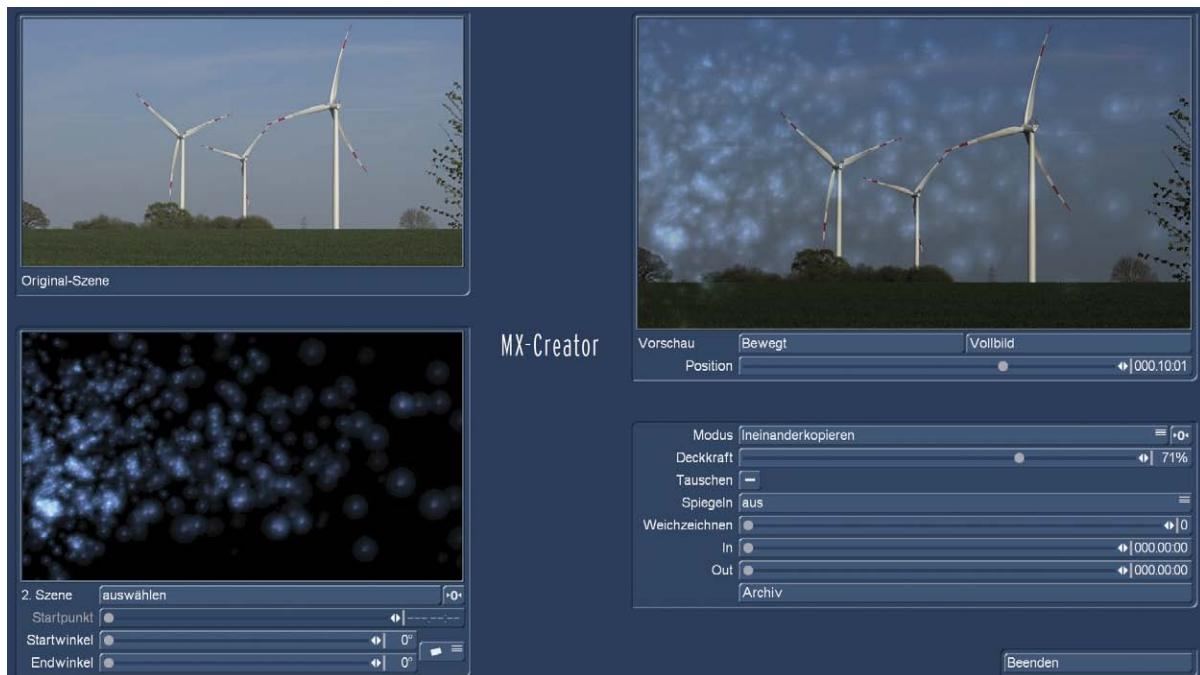 Original-Szene
2. Szene auswählen
Startpunkt
Startwinkel 0°
Endwinkel 0°
MX-Creator
Vorschau Bewegt Vollbild
Position 000.10:01
Modus Ineinanderkopieren
Deckkraft 71%
Tauschen
Spiegeln aus
Weichzeichnen 0
In 000.00:00
Out 000.00:00
Archiv
Beenden